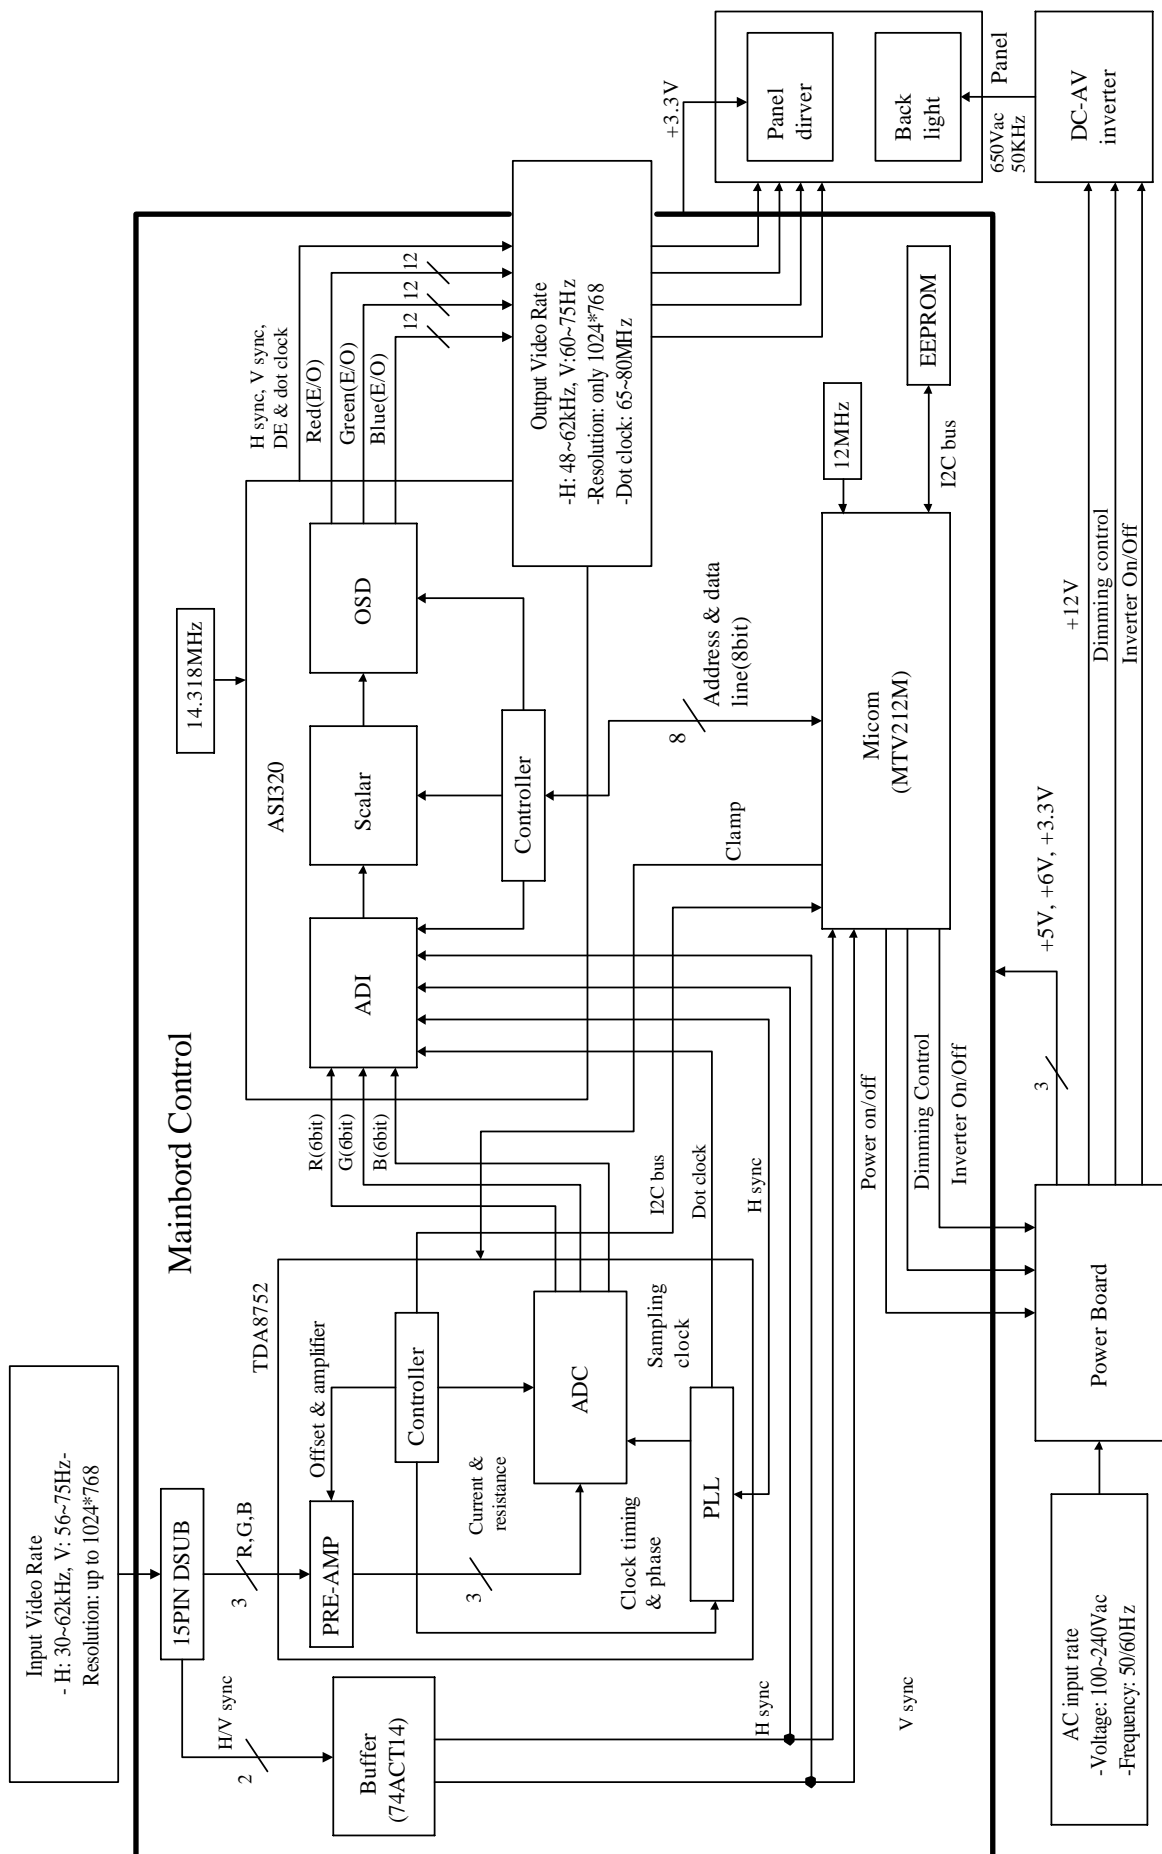 Mainbord Control
Input Video Rate
- H: 30~62kHz, V: 56~75Hz-
Resolution: up to 1024*768
15PIN DSUB
H/V sync
2
R,G,B
3
Buffer
(74ACT14)
TDA8752
PRE-AMP
Offset & amplifier
Controller
Current &
resistance
3
ADC
Clock timing
& phase
Sampling
clock
PLL
H sync
V sync
R(6bit)
G(6bit)
B(6bit)
I2C bus
Dot clock
H sync
14.318MHz
ASI320
ADI
Scalar
OSD
Controller
H sync, V sync,
DE & dot clock
Red(E/O)
Green(E/O)
Blue(E/O)
12
12
12
Output Video Rate
-H: 48~62kHz, V:60~75Hz
-Resolution: only 1024*768
-Dot clock: 65~80MHz
8
Address & data
line(8bit)
Clamp
Micom
(MTV212M)
12MHz
EEPROM
I2C bus
Power on/off
Dimming Control
Inverter On/Off
+3.3V
Panel
dirver
Back
light
Panel
650Vac
50KHz
DC-AV
inverter
AC input rate
-Voltage: 100~240Vac
-Frequency: 50/60Hz
Power Board
3
+5V, +6V, +3.3V
+12V
Dimming control
Inverter On/Off